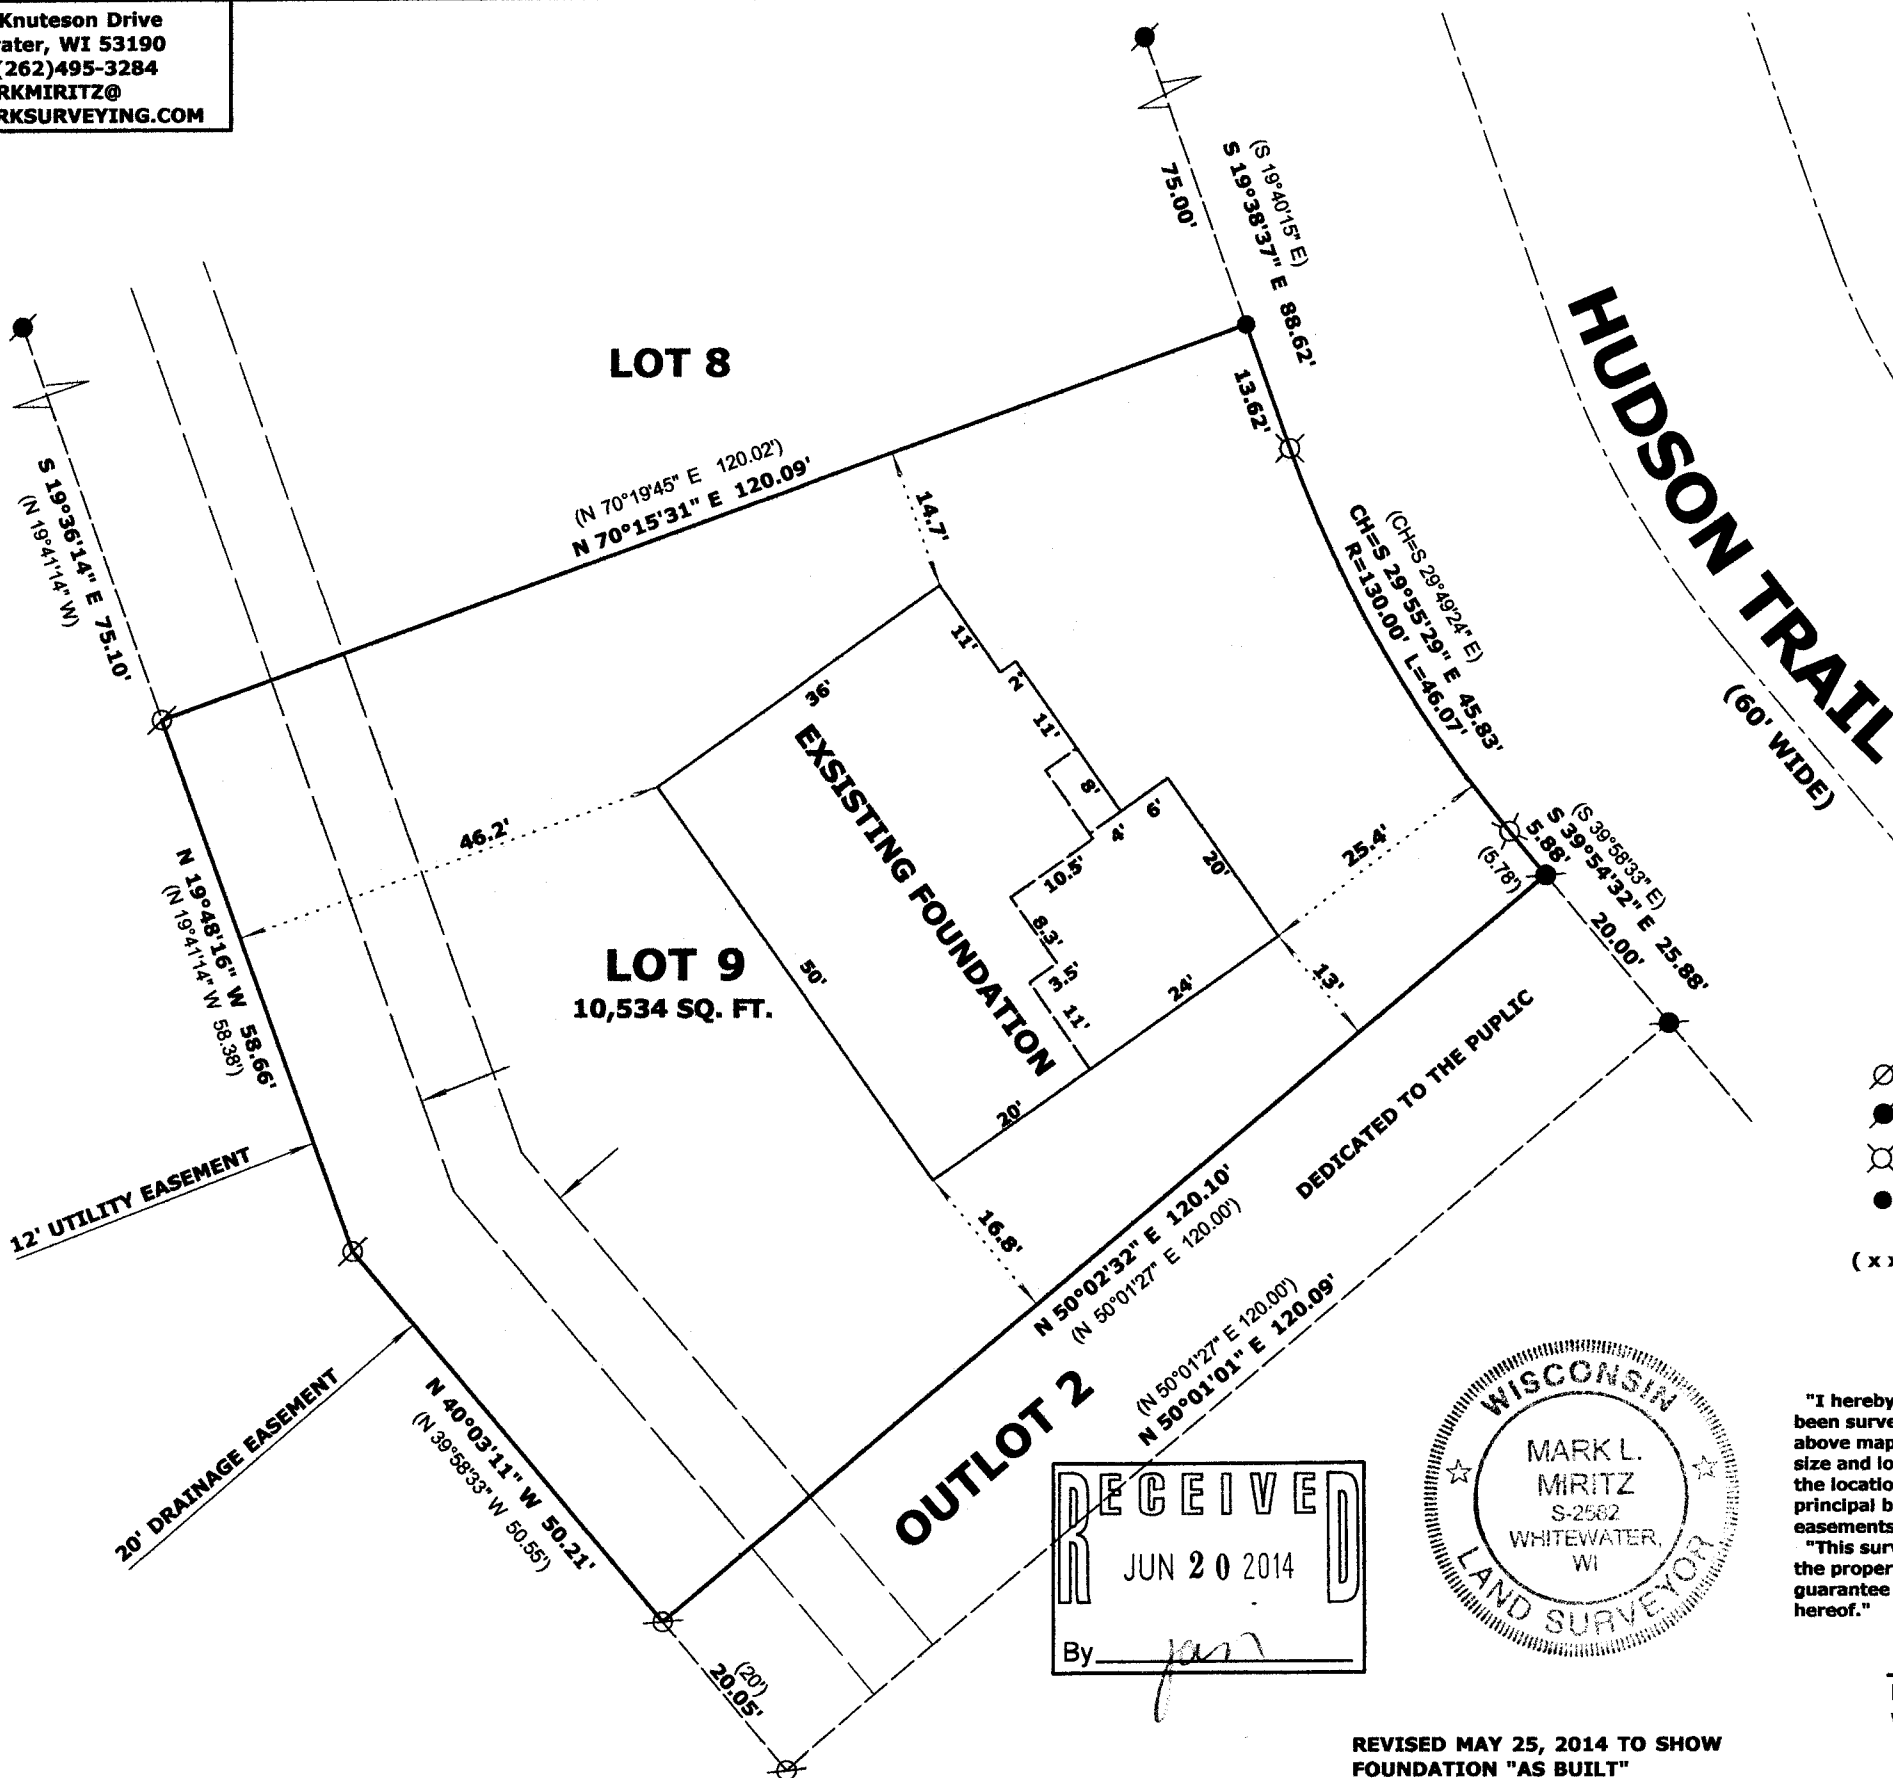 Knuteson Drive
ater, WI 53190
(262)495-3284
RKMIRITZ@
RKSURVEYING.COM
75.00'
(S 19°40'15" E)
S 19°38'37" E 88.62'
13.62'
HUDSON TRAIL
(60' WIDE)
LOT 8
(N 70°19'45" E 120.02')
N 70°15'31" E 120.09'
S 19°36'14" E 75.10'
(N 19°41'14" W)
14.7'
(CH=S 29°49'24" E)
CH=S 29°55'29" E 45.83'
R=130.00' L=46.07'
11'
2'
36'
11'
EXSISTING FOUNDATION
8'
6'
4'
46.2'
20'
25.4'
10.5'
(S 39°58'33" E)
S 39°54'32" E 25.88'
5.88'
(5.78')
20.00'
N 19°48'16" W 58.66'
(N 19°41'14" W 58.38')
LOT 9
10,534 SQ. FT.
50'
8.3'
3.5'
11'
24'
13'
20'
DEDICATED TO THE PUPLIC
12' UTILITY EASEMENT
16.8'
N 50°02'32" E 120.10'
(N 50°01'27" E 120.00')
(N 50°01'27" E 120.00')
N 50°01'01" E 120.09'
OUTLOT 2
20' DRAINAGE EASEMENT
N 40°03'11" W 50.21'
(N 39°58'33" W 50.55')
(20')
20.05'
( x
RECEIVED
JUN 20 2014
By
WISCONSIN
MARK L.
MIRITZ
S-2582
WHITEWATER,
WI
LAND SURVEYOR
"I hereby
been surve
above map
size and lo
the locatio
principal b
easements
"This surv
the proper
guarantee
hereof."
REVISED MAY 25, 2014 TO SHOW
FOUNDATION "AS BUILT"